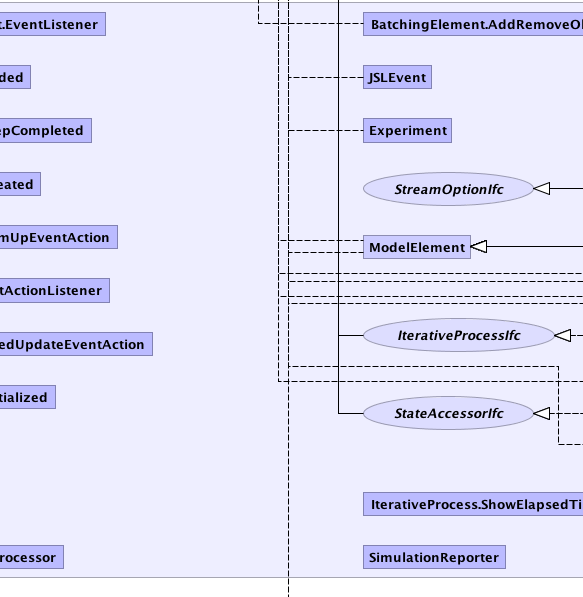 t.EventListener
BatchingElement.AddRemoveOl
ded
JSLEvent
epCompleted
Experiment
eated
StreamOptionIfc
mUpEventAction
ModelElement
tActionListener
IterativeProcessIfc
edUpdateEventAction
tialized
StateAccessorIfc
IterativeProcess.ShowElapsedTi
rocessor
SimulationReporter